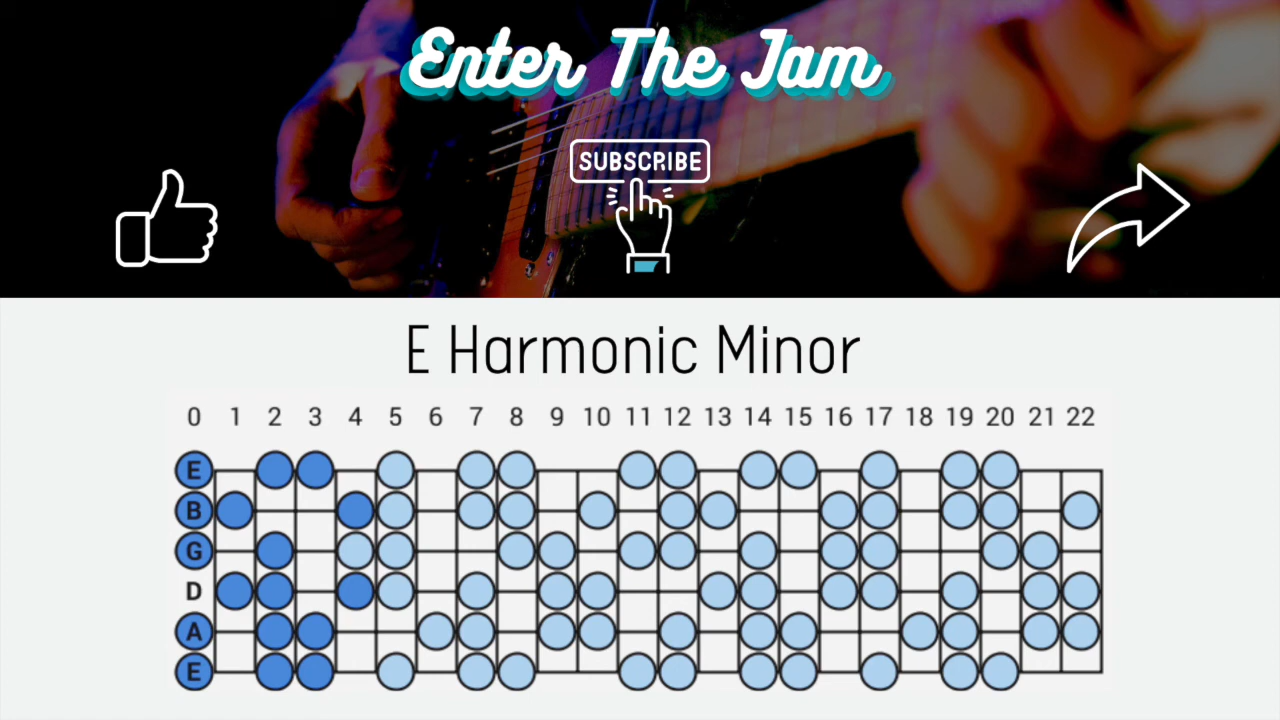 Enter The Jam
SUBSCRIBE
E Harmonic Minor
0 1 2 3 4 5 6 7 8 9 10 11 12 13 14 15 16 17 18 19 20 21 22
E
B
G
D
A
E